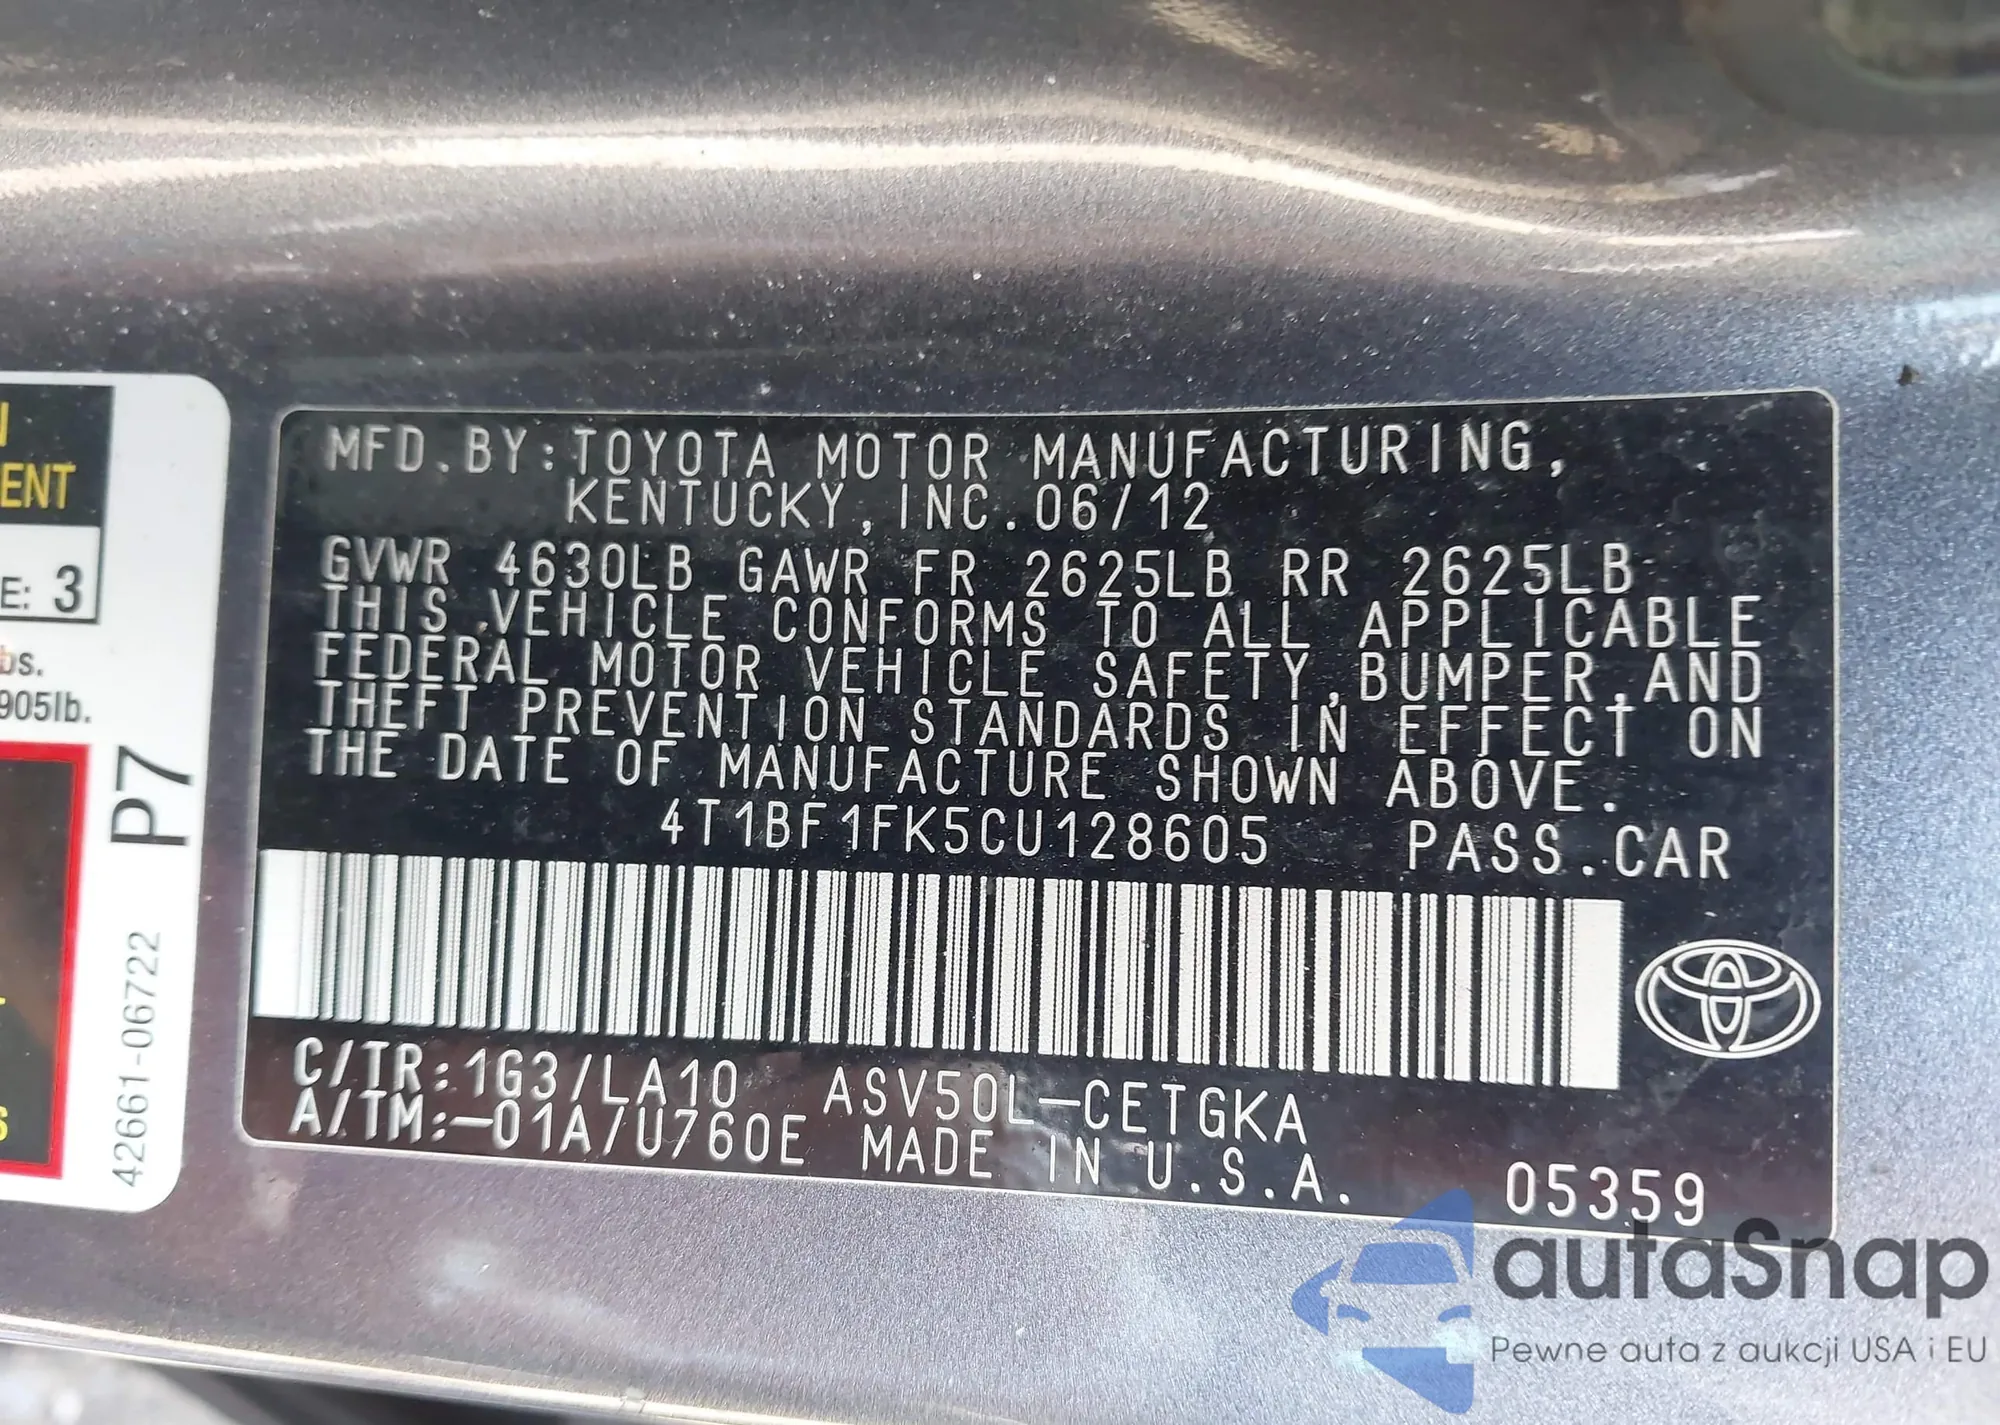 N
ENT
E: 3
bs.
905lb.
P7
42661-06722
S
MFD.BY:TOYOTA MOTOR MANUFACTURING,
KENTUCKY,INC.06/12
GVWR 4630LB GAWR FR 2625LB RR 2625LB
THIS VEHICLE CONFORMS TO ALL APPLICABLE
FEDERAL MOTOR VEHICLE SAFETY,BUMPER,AND
THEFT PREVENTION STANDARDS IN EFFECT ON
THE DATE OF MANUFACTURE SHOWN ABOVE.
4T1BF1FK5CU128605 PASS.CAR
C/TR:1G3/LA10 ASV50L-CETGKA
A/TM:-01A/U760E MADE IN U.S.A.
05359
autaSnap
Pewne auta z aukcji USA i EU